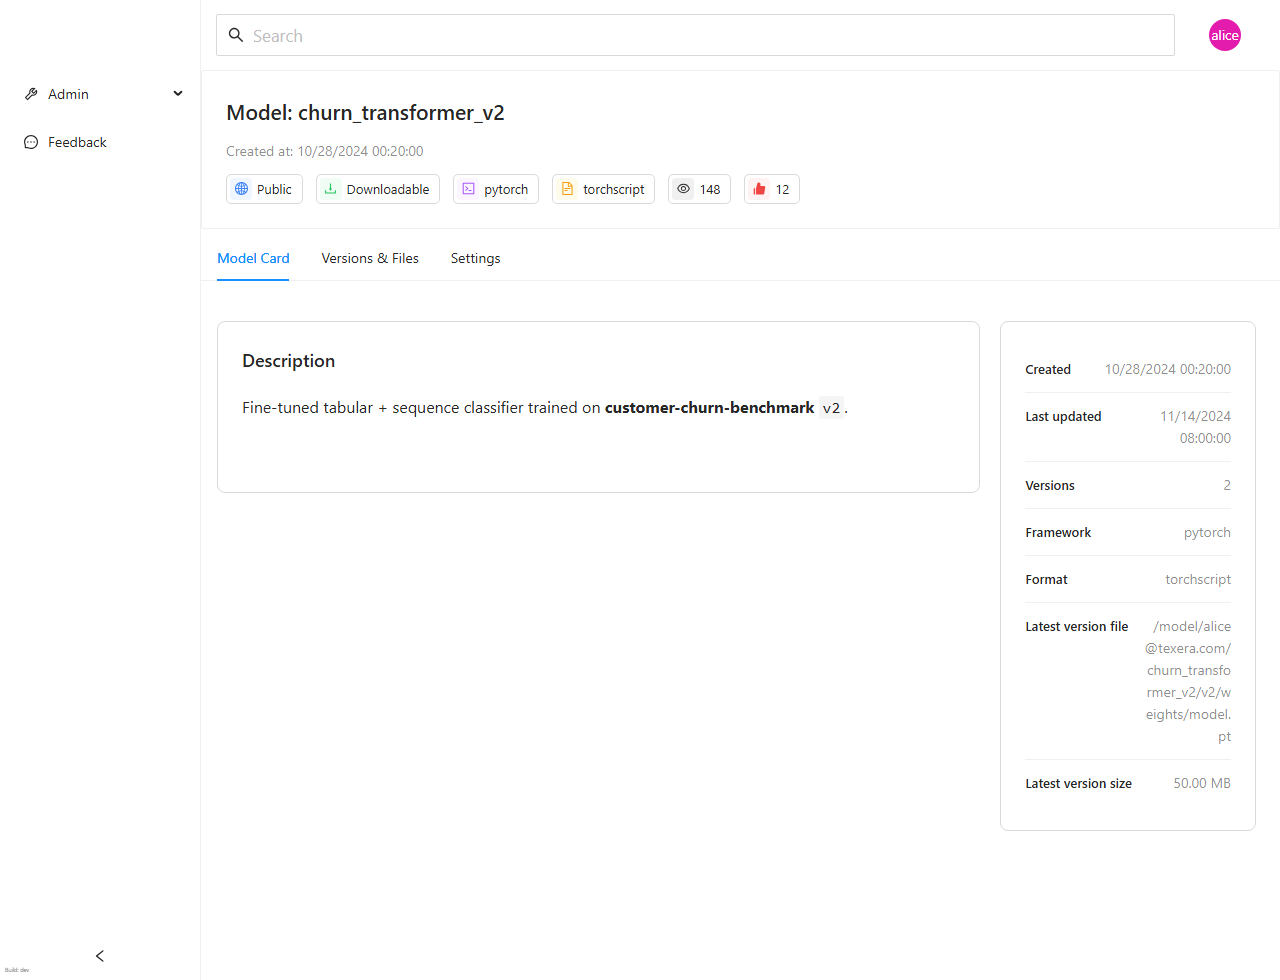 Search
alice
Admin
Feedback
Model: churn_transformer_v2
Created at: 10/28/2024 00:20:00
Public
Downloadable
pytorch
torchscript
148
12
Model Card
Versions & Files
Settings
Description
Fine-tuned tabular + sequence classifier trained on customer-churn-benchmark v2.
Created 10/28/2024 00:20:00
Last updated 11/14/2024
08:00:00
Versions 2
Framework pytorch
Format torchscript
Latest version file /model/alice
@texera.com/
churn_transfo
rmer_v2/v2/w
eights/model.
pt
Latest version size 50.00 MB
Build: dev